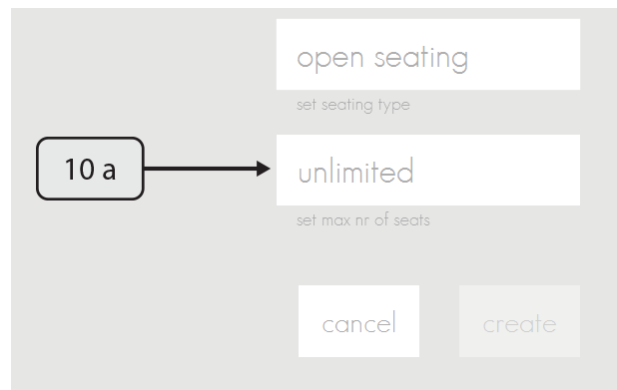 open seating
set seating type
10 a
unlimited
set max nr of seats
cancel
create